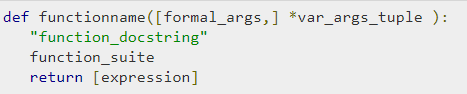 def functionname([formal_args,] *var_args_tuple ):
   "function_docstring"
   function_suite
   return [expression]